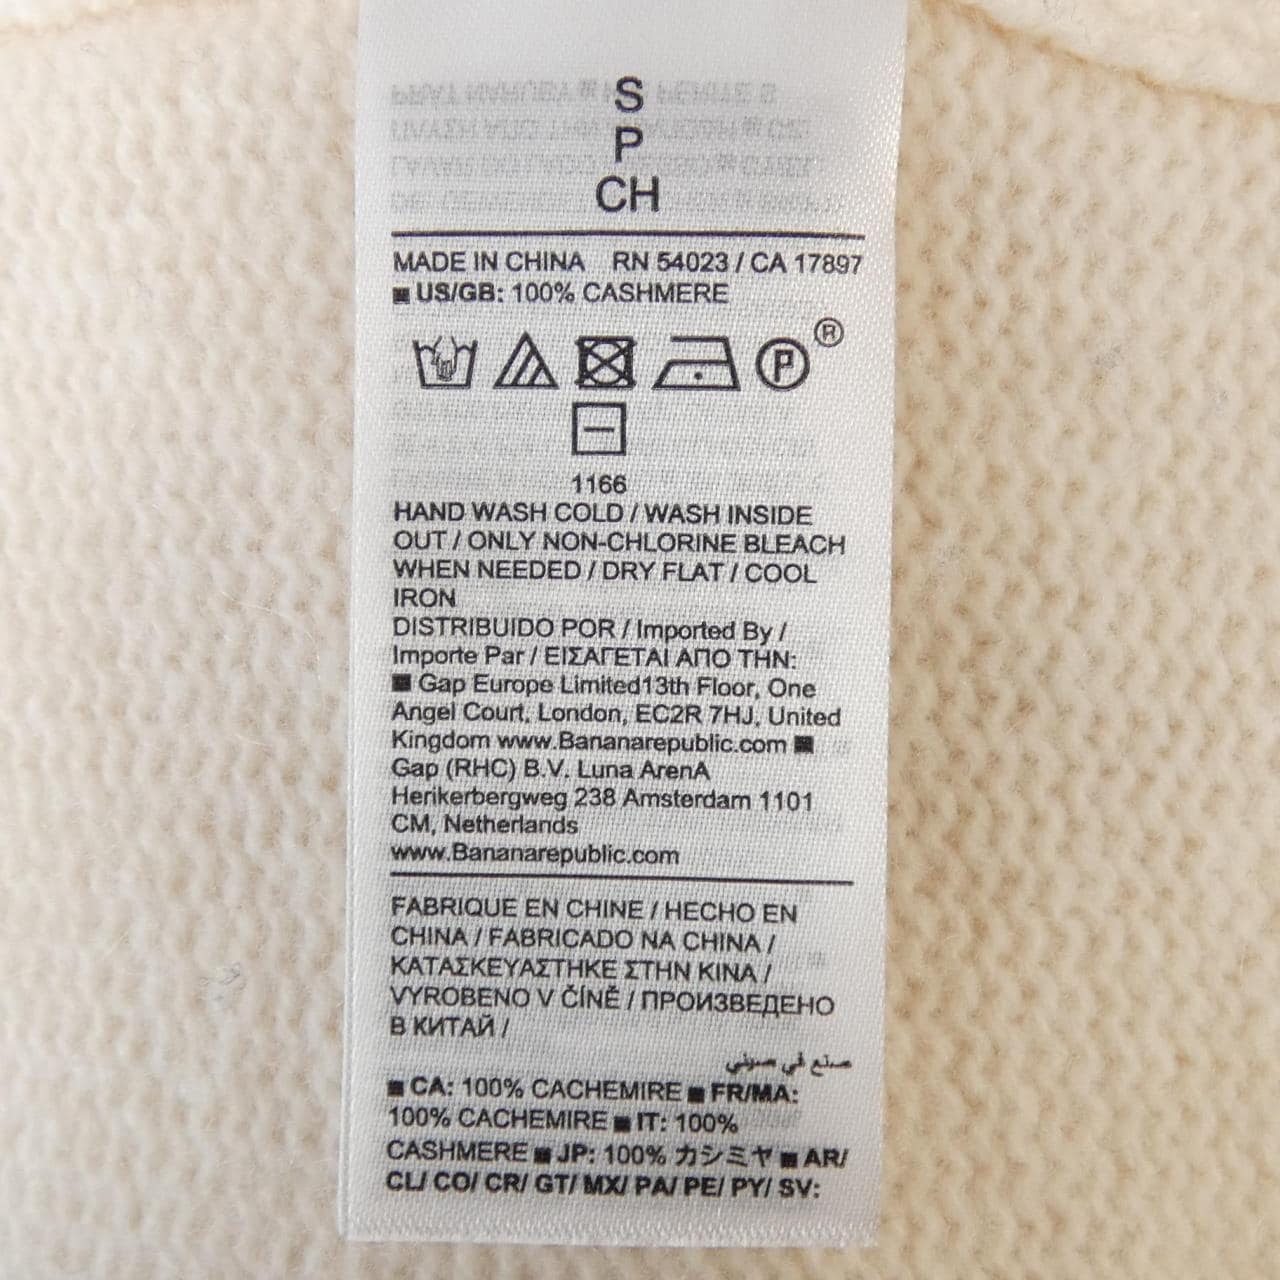 S
P
CH
MADE IN CHINA RN 54023 / CA 17897
■ US/GB: 100% CASHMERE
P ®
1166
HAND WASH COLD / WASH INSIDE
OUT / ONLY NON-CHLORINE BLEACH
WHEN NEEDED / DRY FLAT / COOL
IRON
DISTRIBUIDO POR / Imported By /
Importe Par / ΕΙΣΑΓΕΤΑΙ ΑΠΟ ΤΗΝ:
■ Gap Europe Limited13th Floor, One
Angel Court, London, EC2R 7HJ, United
Kingdom www.Bananarepublic.com ■
Gap (RHC) B.V. Luna ArenA
Herikerbergweg 238 Amsterdam 1101
CM, Netherlands
www.Bananarepublic.com
FABRIQUE EN CHINE / HECHO EN
CHINA / FABRICADO NA CHINA /
ΚΑΤΑΣΚΕΥΑΣΤΗΚΕ ΣΤΗΝ ΚΙΝΑ /
VYROBENO V ČÍNĚ / ПРОИЗВЕДЕНО
В КИТАЙ /
صنع في صيني
■ CA: 100% CACHEMIRE ■ FR/MA:
100% CACHEMIRE ■ IT: 100%
CASHMERE ■ JP: 100% カシミヤ ■ AR/
CL/ CO/ CR/ GT/ MX/ PA/ PE/ PY/ SV: